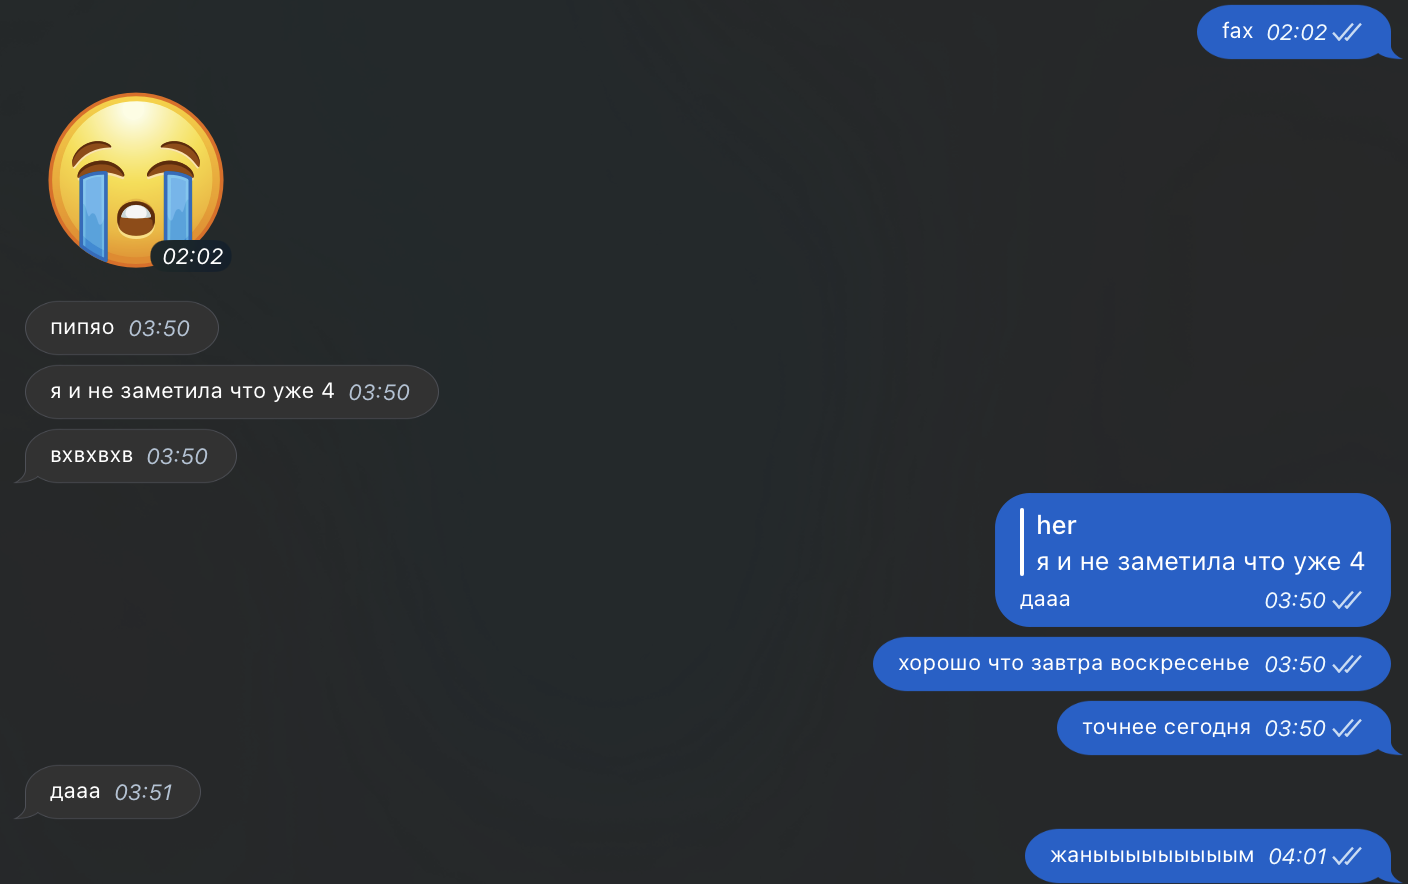 fax 02:02
02:02
пипяо 03:50
я и не заметила что уже 4 03:50
вхвхвхв 03:50
her
я и не заметила что уже 4
дааа 03:50
хорошо что завтра воскресенье 03:50
точнее сегодня 03:50
дааа 03:51
жаныыыыыыыыым 04:01